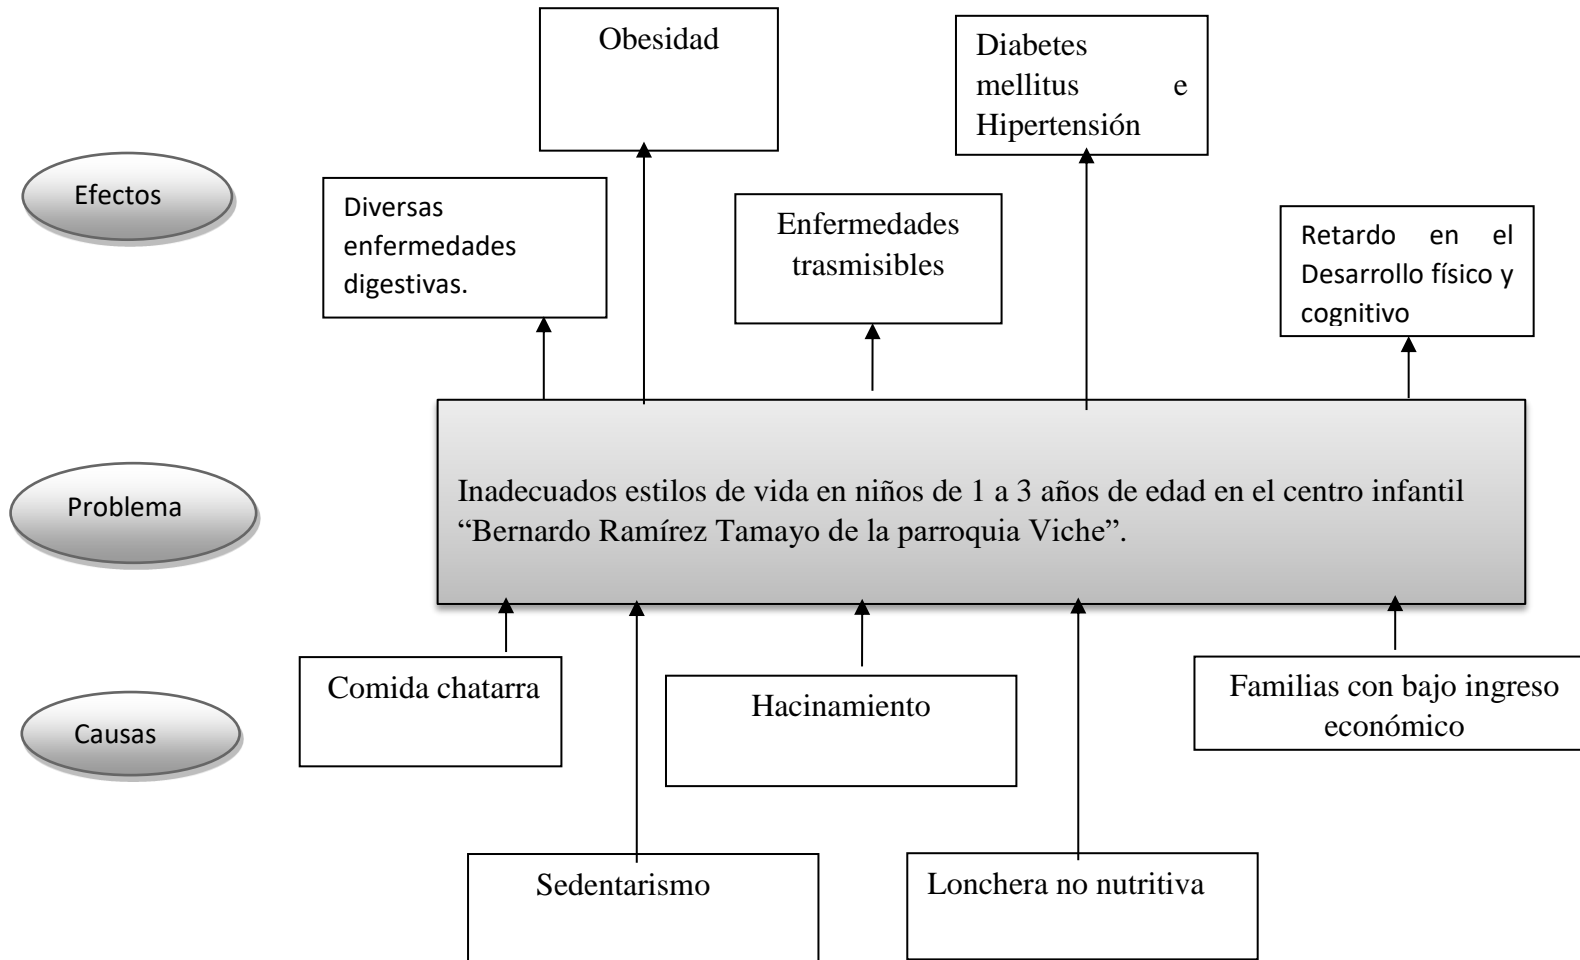 Obesidad
Diabetes
mellitus e
Hipertensión
Efectos
Diversas
enfermedades
digestivas.
Enfermedades
trasmisibles
Retardo en el
Desarrollo físico y
cognitivo
Problema
Inadecuados estilos de vida en niños de 1 a 3 años de edad en el centro infantil
“Bernardo Ramírez Tamayo de la parroquia Viche”.
Causas
Comida chatarra
Hacinamiento
Familias con bajo ingreso
económico
Sedentarismo
Lonchera no nutritiva